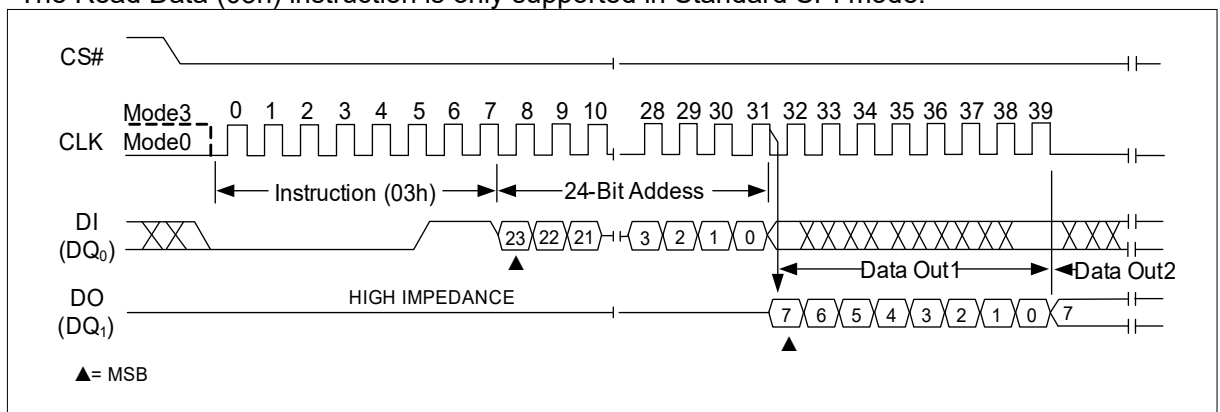 The Read Data (03h) instruction is only supported in Standard SPI mode.
CS#
Mode3 0 1 2 3 4 5 6 7 8 9 10 28 29 30 31 32 33 34 35 36 37 38 39
CLK Mode0
Instruction (03h) 24-Bit Addess
DI
(DQ0) 23 22 21 3 2 1 0
Data Out1 Data Out2
DO HIGH IMPEDANCE
(DQ1) 7 6 5 4 3 2 1 0 7
▲= MSB